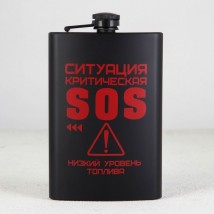 СИТУАЦИЯ
КРИТИЧЕСКАЯ
SOS
!
НИЗКИЙ УРОВЕНЬ
ТОПЛИВА